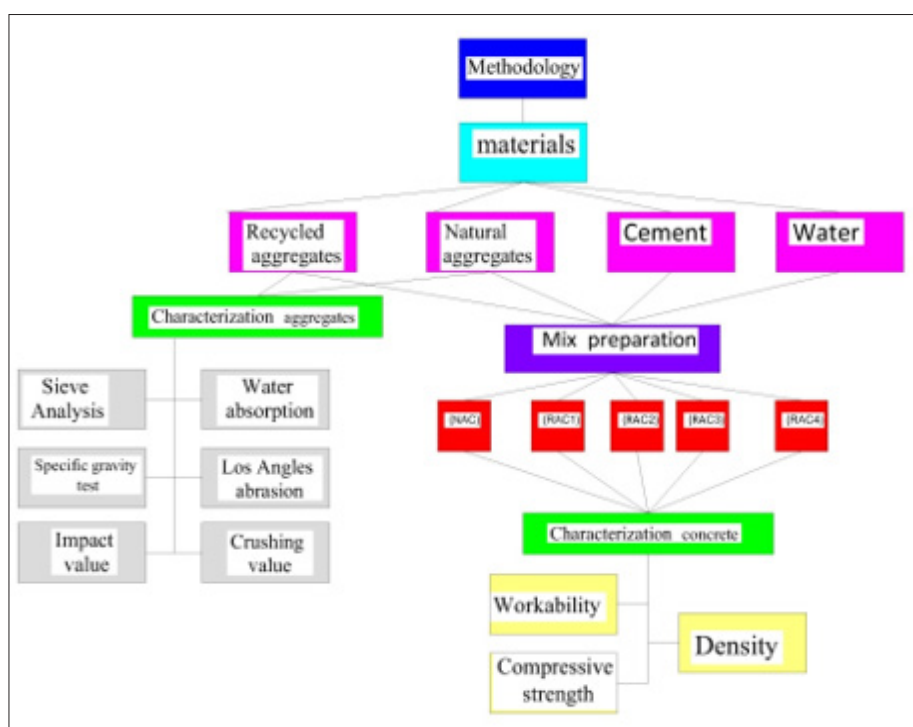 Methodology
materials
Recycled
aggregates
Natural
aggregates
Cement
Water
Characterization aggregates
Mix preparation
Sieve
Analysis
Water
absorption
(NAC)
(RAC1)
(RAC2)
(RAC3)
(RAC4)
Specific gravity
test
Los Angles
abrasion
Impact
value
Crushing
value
Characterization concrete
Workability
Density
Compressive
strength